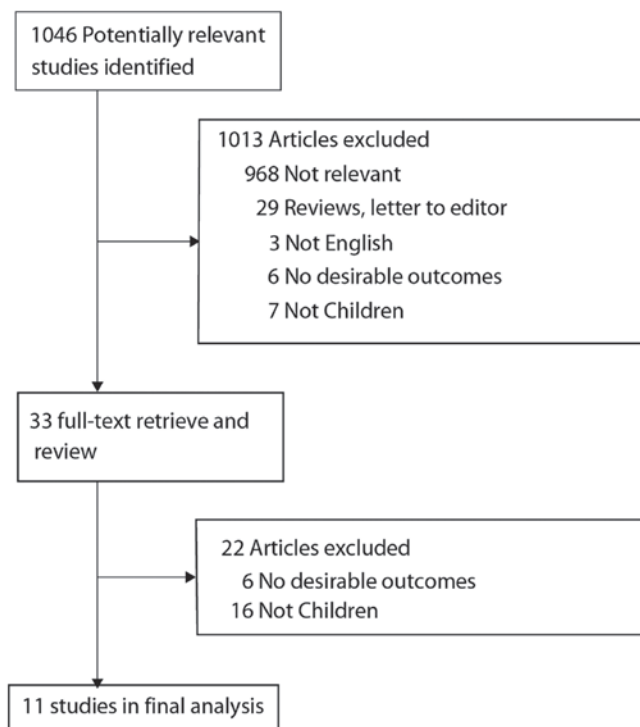 1046 Potentially relevant
studies identified
1013 Articles excluded
968 Not relevant
29 Reviews, letter to editor
3 Not English
6 No desirable outcomes
7 Not Children
33 full-text retrieve and
review
22 Articles excluded
6 No desirable outcomes
16 Not Children
11 studies in final analysis